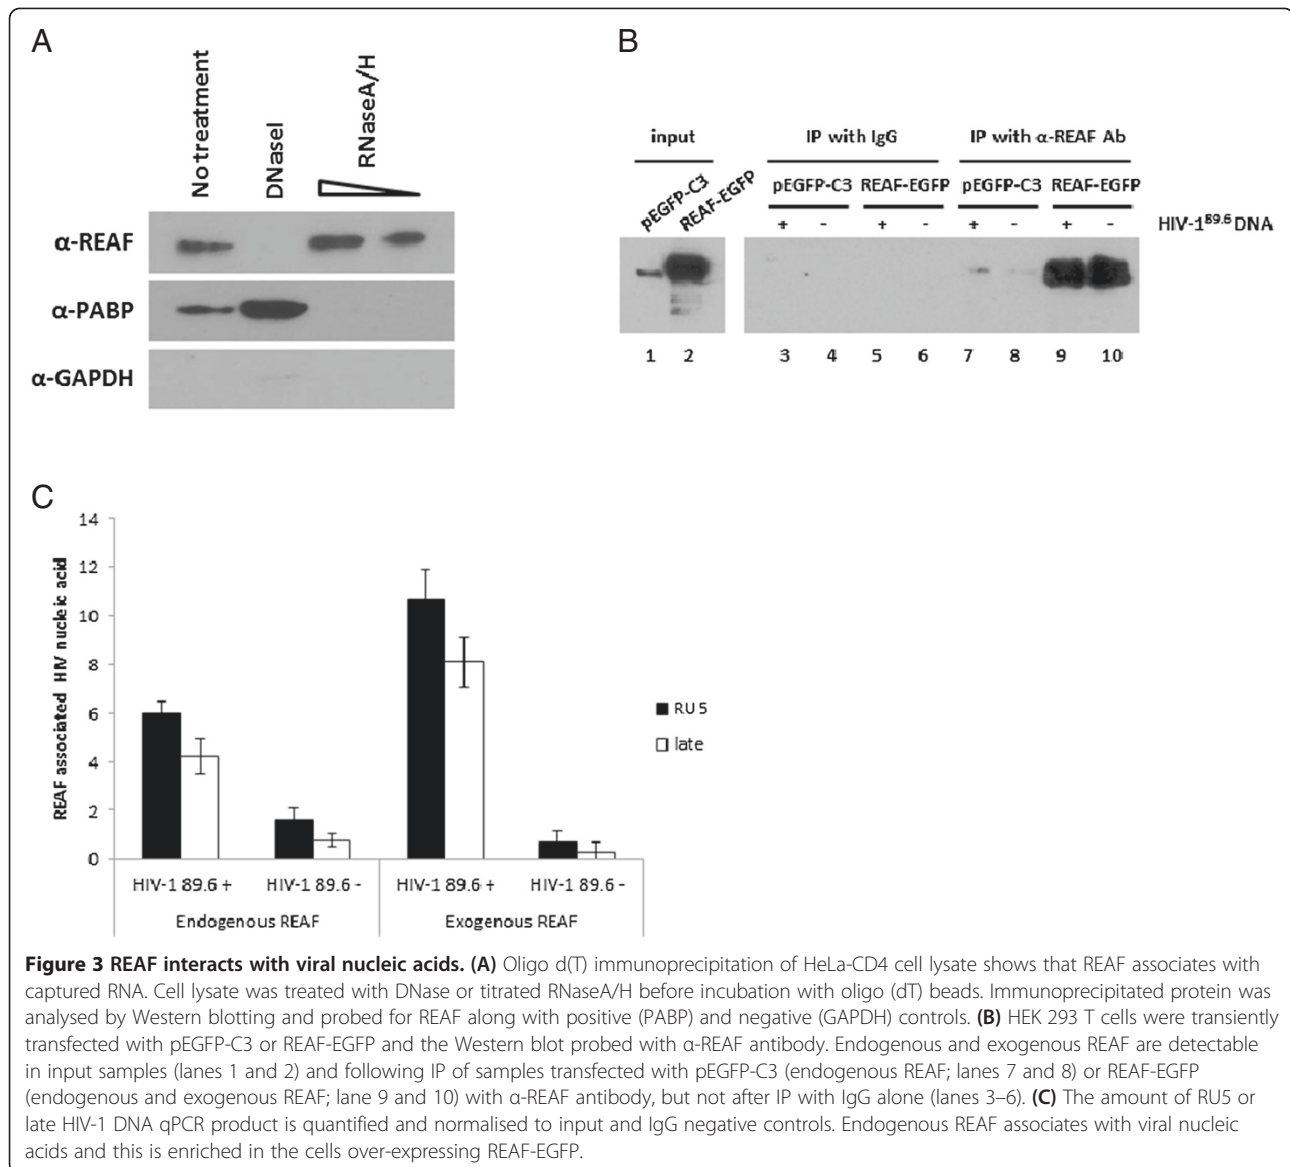 A
No treatment
DNaseI
RNaseA/H
α-REAF
α-PABP
α-GAPDH
B
input
IP with IgG
IP with α-REAF Ab
pEGFP-C3
REAF-EGFP
pEGFP-C3 REAF-EGFP
pEGFP-C3 REAF-EGFP
+ - + - + - + - HIV-1⁸⁹·⁶ DNA
1 2 3 4 5 6 7 8 9 10
C
REAF associated HIV nucleic acid
14
12
10
8
6
4
2
0
RU5
late
HIV-1 89.6 + HIV-1 89.6 - HIV-1 89.6 + HIV-1 89.6 -
Endogenous REAF Exogenous REAF
Figure 3 REAF interacts with viral nucleic acids. (A) Oligo d(T) immunoprecipitation of HeLa-CD4 cell lysate shows that REAF associates with
captured RNA. Cell lysate was treated with DNase or titrated RNaseA/H before incubation with oligo (dT) beads. Immunoprecipitated protein was
analysed by Western blotting and probed for REAF along with positive (PABP) and negative (GAPDH) controls. (B) HEK 293 T cells were transiently
transfected with pEGFP-C3 or REAF-EGFP and the Western blot probed with α-REAF antibody. Endogenous and exogenous REAF are detectable
in input samples (lanes 1 and 2) and following IP of samples transfected with pEGFP-C3 (endogenous REAF; lanes 7 and 8) or REAF-EGFP
(endogenous and exogenous REAF; lane 9 and 10) with α-REAF antibody, but not after IP with IgG alone (lanes 3–6). (C) The amount of RU5 or
late HIV-1 DNA qPCR product is quantified and normalised to input and IgG negative controls. Endogenous REAF associates with viral nucleic
acids and this is enriched in the cells over-expressing REAF-EGFP.